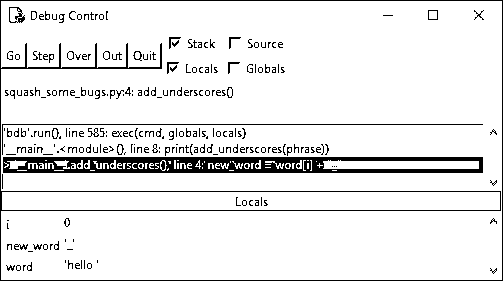 Debug Control
Go Step Over Out Quit Stack Source
Locals Globals
squash_some_bugs.py:4: add_underscores()
'bdb'.run(), line 585: exec(cmd, globals, locals)
'__main__'.<module>(), line 8: print(add_underscores(phrase))
> '__main__'.add_underscores(), line 4: new_word = word[i] + "_"
Locals
i 0
new_word '_'
word 'hello '